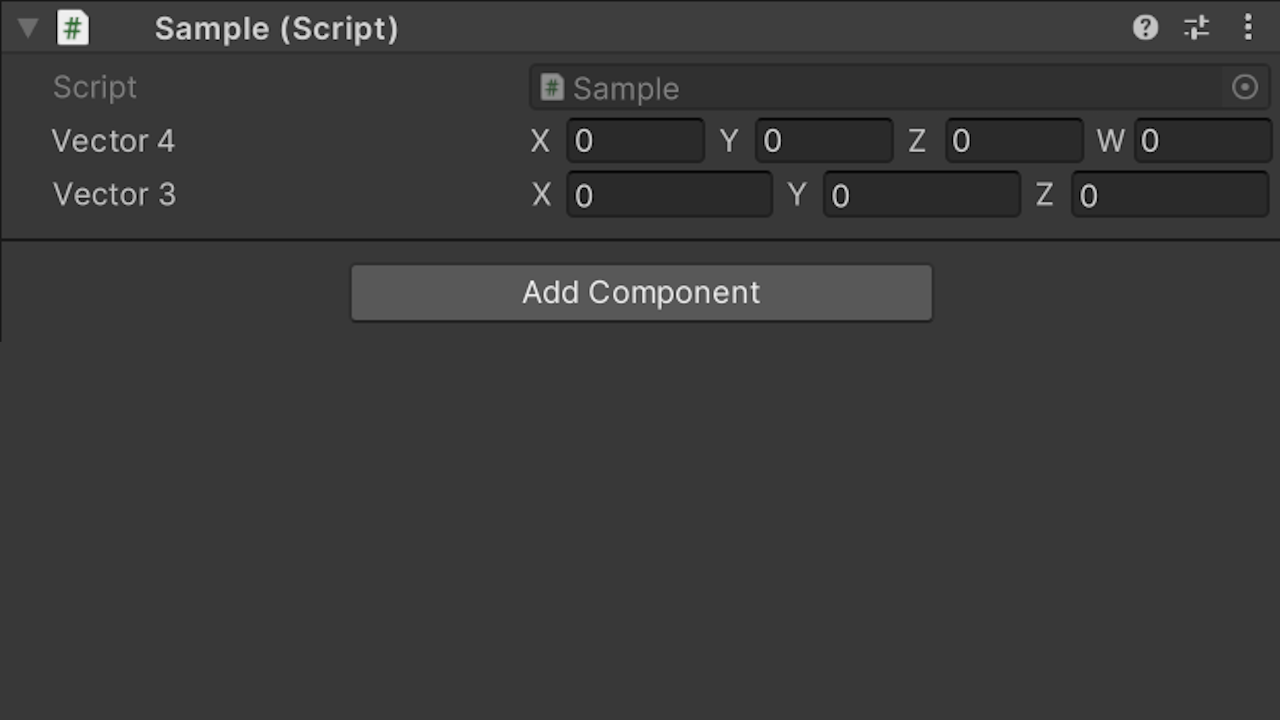 # Sample (Script) ?
Script # Sample
Vector 4 X 0 Y 0 Z 0 W 0
Vector 3 X 0 Y 0 Z 0
Add Component